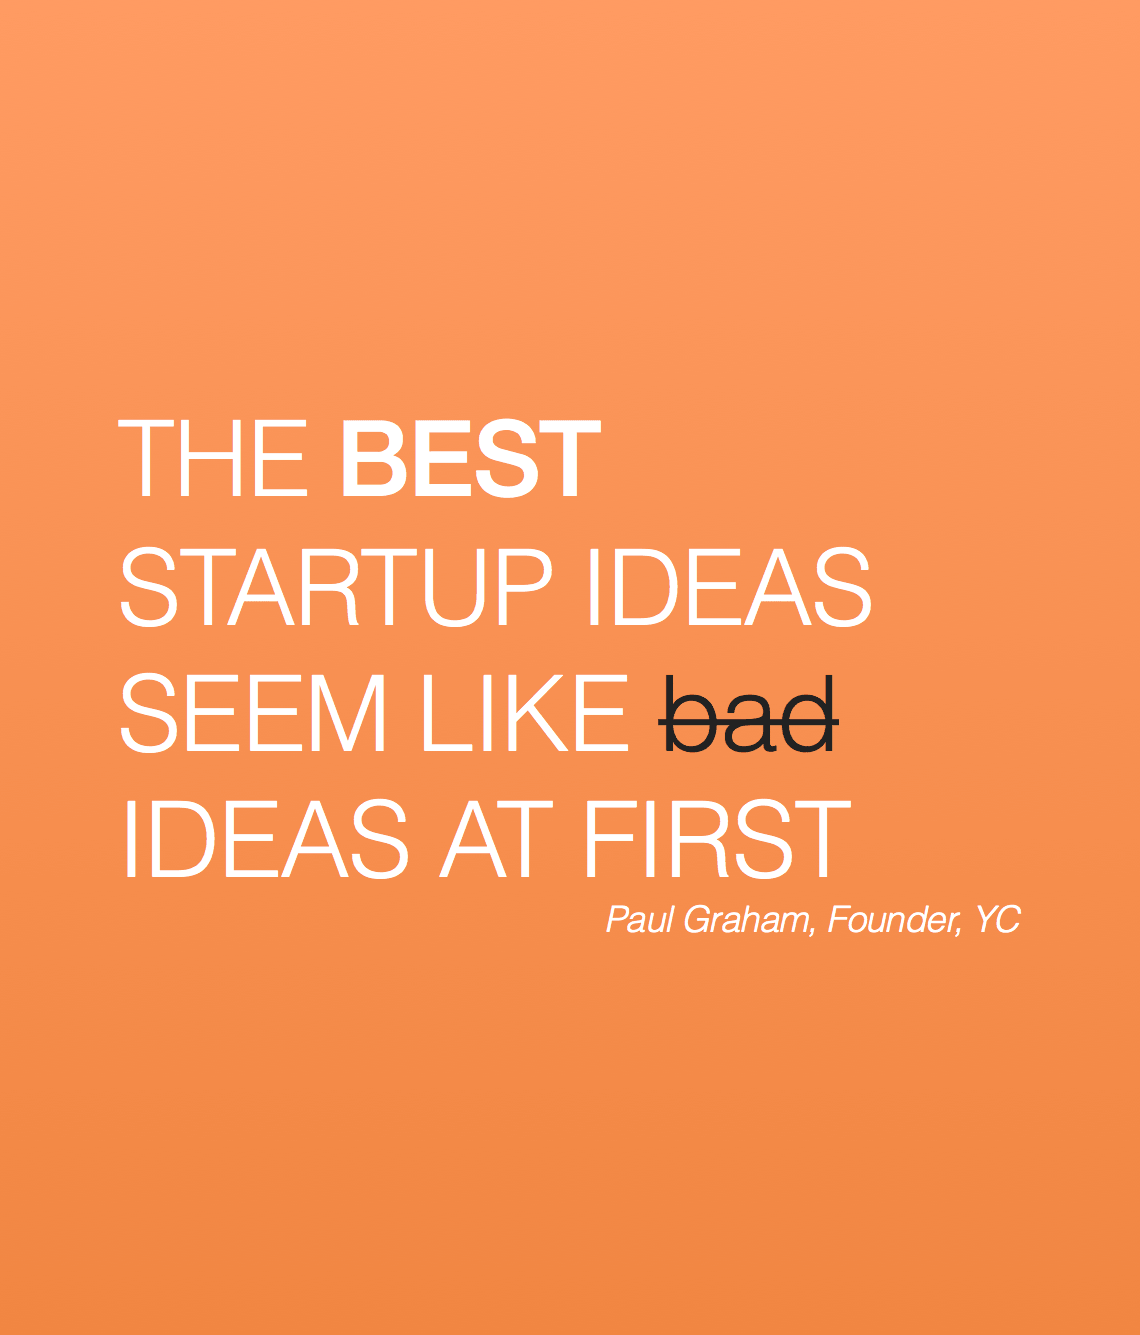 THE BEST
STARTUP IDEAS
SEEM LIKE bad
IDEAS AT FIRST
Paul Graham, Founder, YC